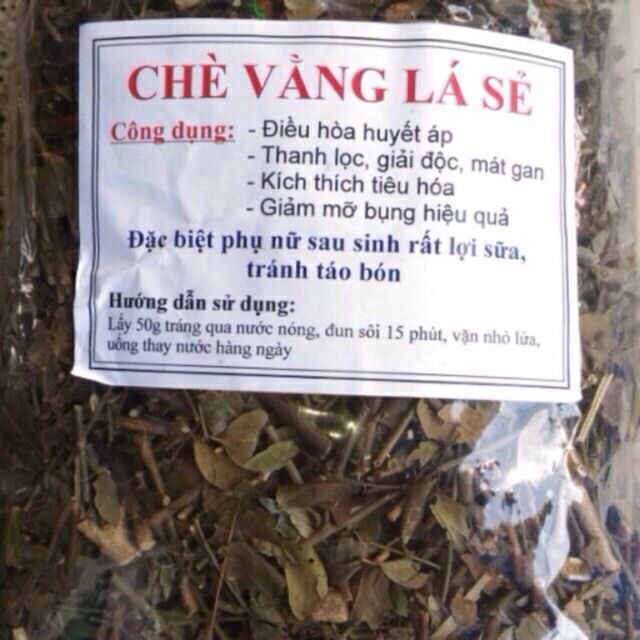 CHÈ VẰNG LÁ SẺ
Công dụng: - Điều hòa huyết áp
- Thanh lọc, giải độc, mát gan
- Kích thích tiêu hóa
- Giảm mỡ bụng hiệu quả
Đặc biệt phụ nữ sau sinh rất lợi sữa,
tránh táo bón
Hướng dẫn sử dụng:
Lấy 50g tráng qua nước nóng, đun sôi 15 phút, vặn nhỏ lửa,
uống thay nước hàng ngày